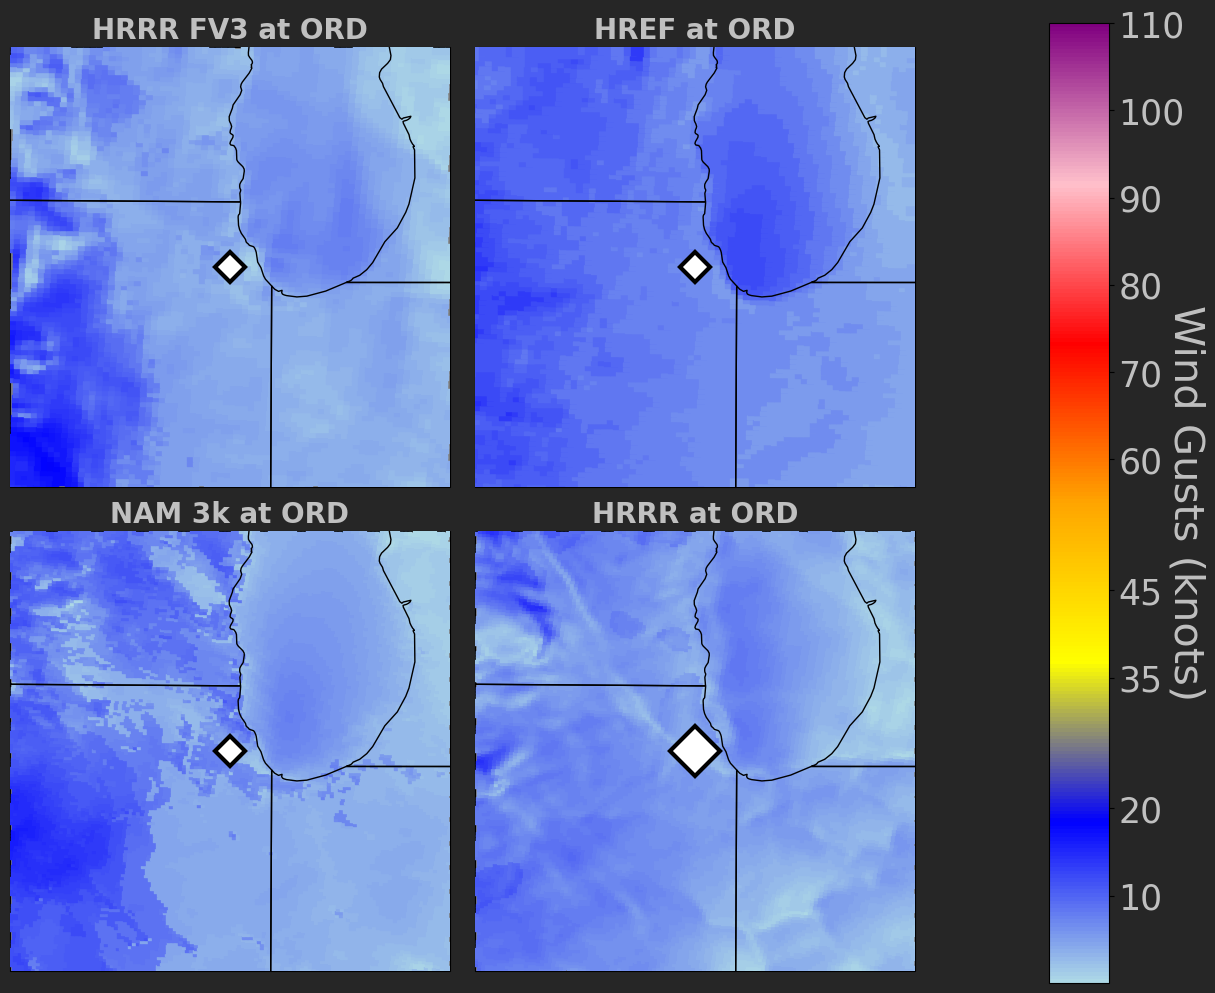 HRRR FV3 at ORD
HREF at ORD
NAM 3k at ORD
HRRR at ORD
110
100
90
80
70
60
45
35
20
10
Wind Gusts (knots)